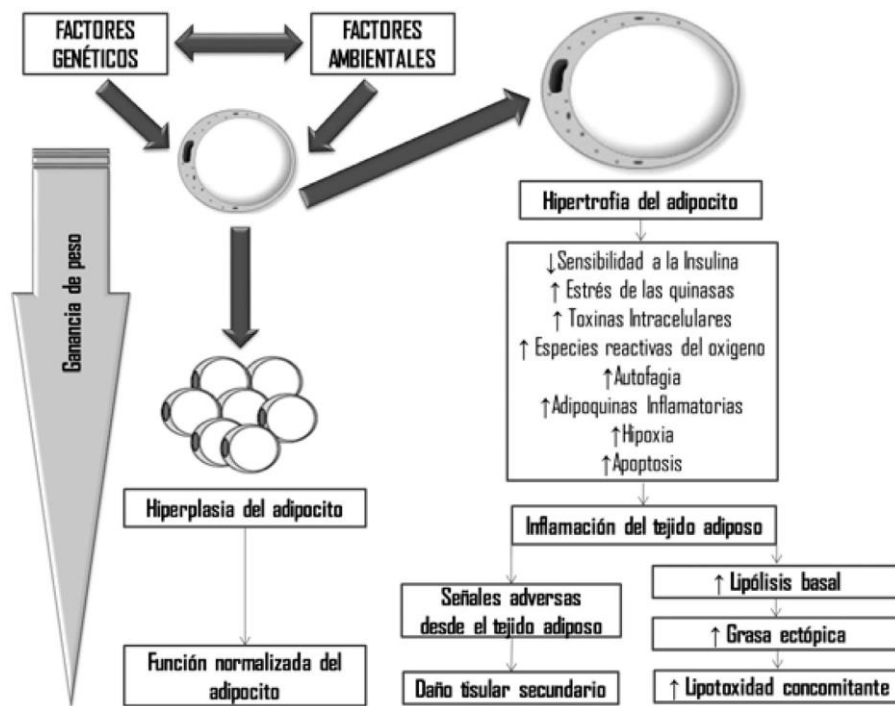 FACTORES
GENÉTICOS
FACTORES
AMBIENTALES
Ganancia de peso
Hiperplasia del adipocito
Función normalizada del
adipocito
Hipertrofia del adipocito
↓Sensibilidad a la Insulina
↑ Estrés de las quinasas
↑ Toxinas Intracelulares
↑ Especies reactivas del oxigeno
↑Autofagia
↑Adipoquinas Inflamatorias
↑Hipoxia
↑Apoptosis
Inflamación del tejido adiposo
Señales adversas
desde el tejido adiposo
Daño tisular secundario
↑ Lipólisis basal
↑ Grasa ectópica
↑ Lipotoxidad concomitante